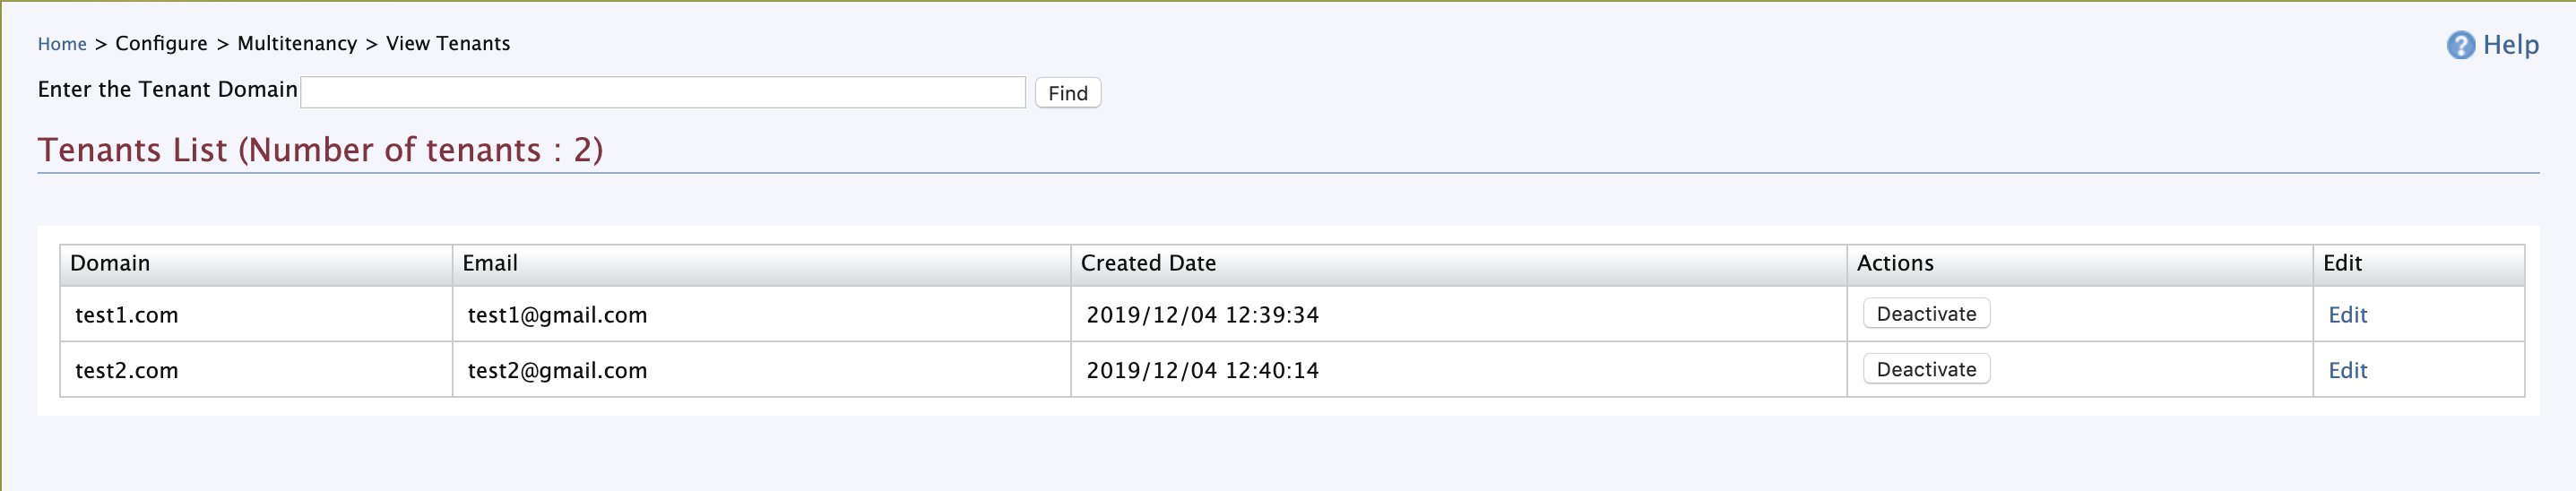 Home > Configure > Multitenancy > View Tenants
Help
Enter the Tenant Domain Find
Tenants List (Number of tenants : 2)
Domain Email Created Date Actions Edit
test1.com test1@gmail.com 2019/12/04 12:39:34 Deactivate Edit
test2.com test2@gmail.com 2019/12/04 12:40:14 Deactivate Edit